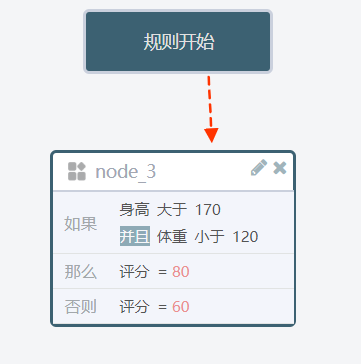 规则开始
node_3
如果 身高 大于 170
并且 体重 小于 120
那么 评分 = 80
否则 评分 = 60